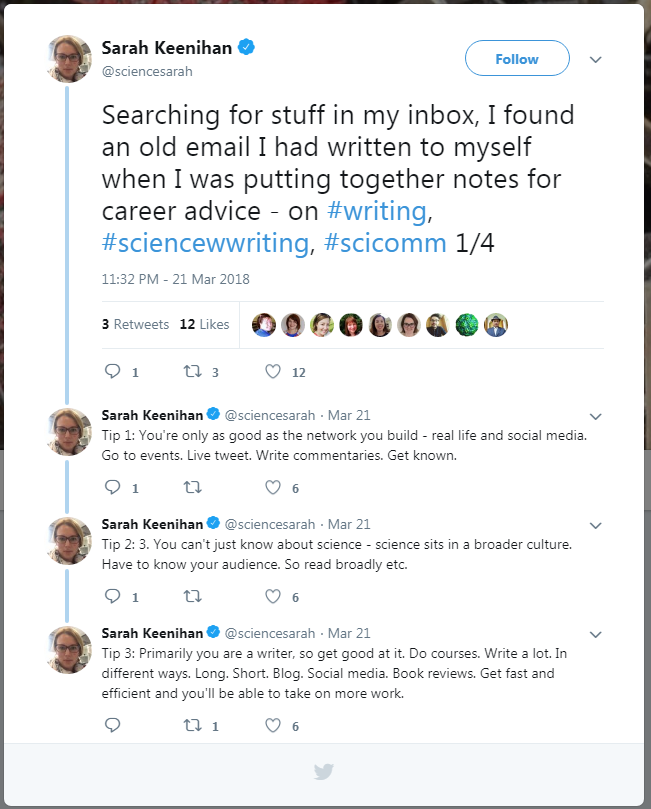 Sarah Keenihan
@sciencesarah
Follow
Searching for stuff in my inbox, I found
an old email I had written to myself
when I was putting together notes for
career advice - on #writing,
#sciencewwriting, #scicomm 1/4
11:32 PM - 21 Mar 2018
3 Retweets 12 Likes
1 3 12
Sarah Keenihan @sciencesarah · Mar 21
Tip 1: You're only as good as the network you build - real life and social media.
Go to events. Live tweet. Write commentaries. Get known.
1 6
Sarah Keenihan @sciencesarah · Mar 21
Tip 2: 3. You can't just know about science - science sits in a broader culture.
Have to know your audience. So read broadly etc.
1 6
Sarah Keenihan @sciencesarah · Mar 21
Tip 3: Primarily you are a writer, so get good at it. Do courses. Write a lot. In
different ways. Long. Short. Blog. Social media. Book reviews. Get fast and
efficient and you'll be able to take on more work.
1 6